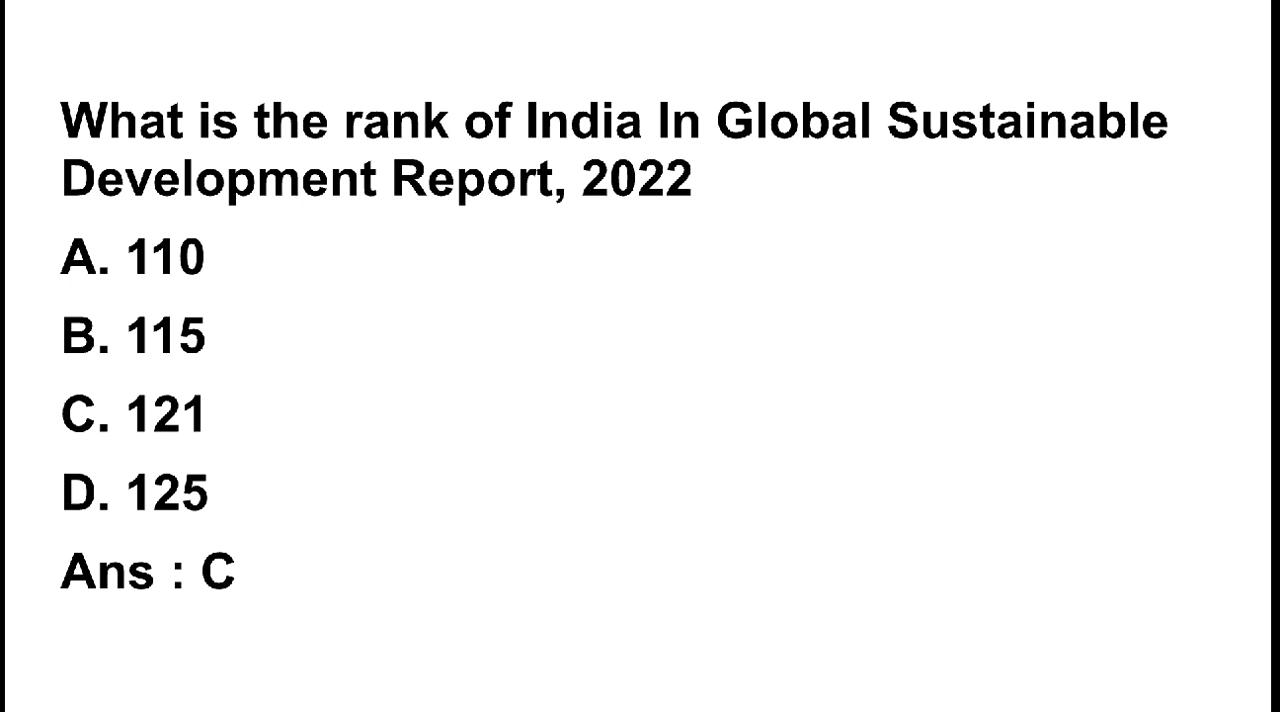 What is the rank of India In Global Sustainable
Development Report, 2022
A. 110
B. 115
C. 121
D. 125
Ans : C